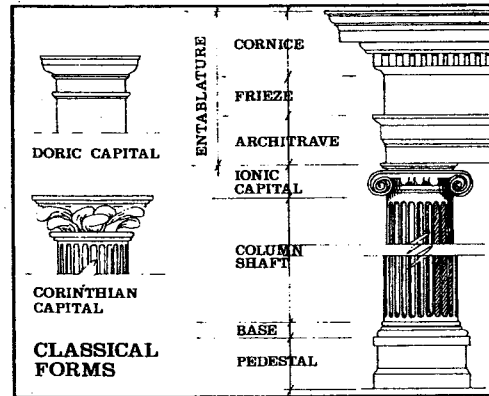 DORIC CAPITAL
CORINTHIAN
CAPITAL
CLASSICAL
FORMS
ENTABLATURE
CORNICE
FRIEZE
ARCHITRAVE
IONIC
CAPITAL
COLUMN
SHAFT
BASE
PEDESTAL